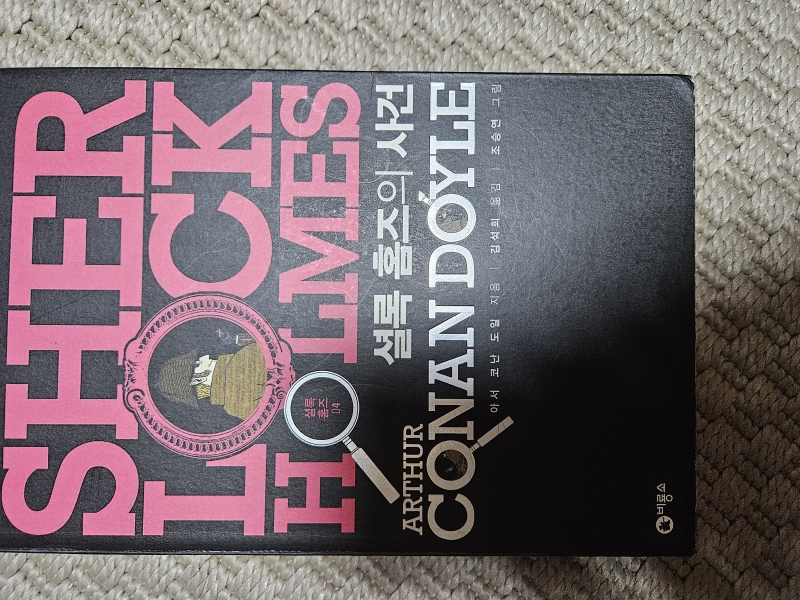 SHER
LOCK
HOLMES
셜록
홈즈
04
셜록 홈즈의 사건
ARTHUR
CONAN DOYLE
아서 코난 도일 지음 | 김석희 옮김 | 조승연 그림
비룡소